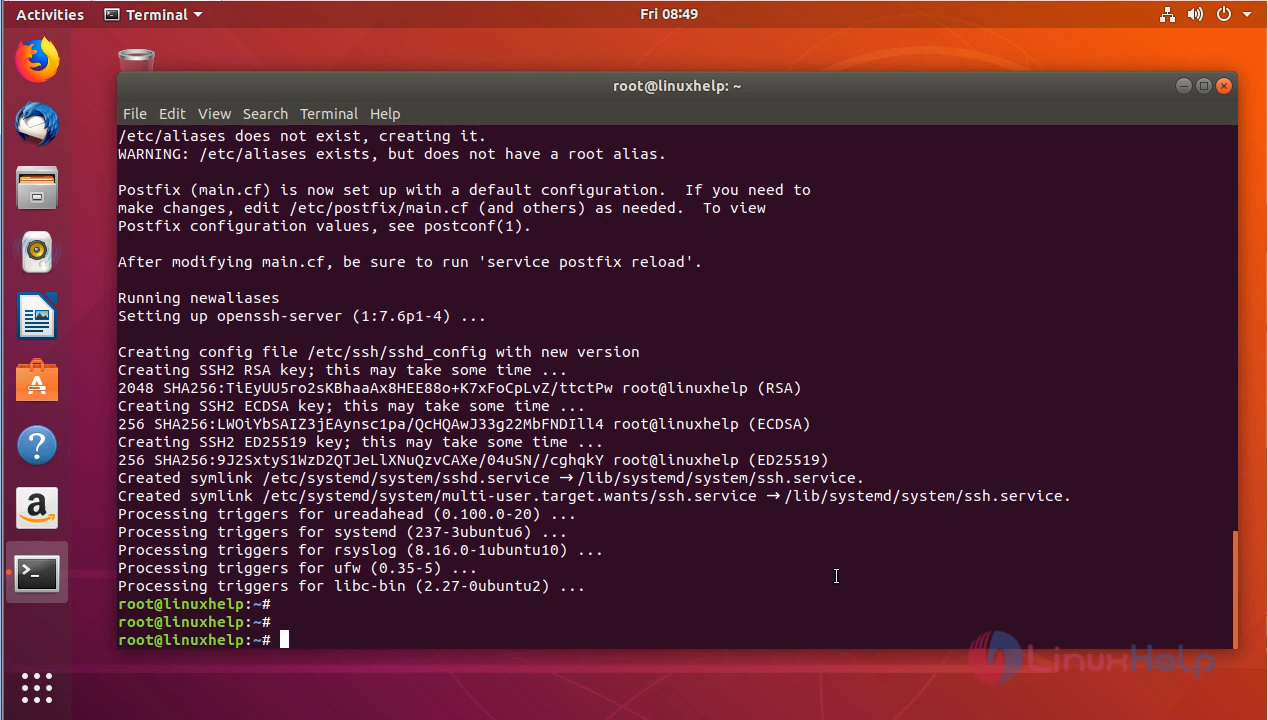 Activities Terminal Fri 08:49
root@linuxhelp: ~
File Edit View Search Terminal Help
/etc/aliases does not exist, creating it.
WARNING: /etc/aliases exists, but does not have a root alias.
Postfix (main.cf) is now set up with a default configuration.  If you need to
make changes, edit /etc/postfix/main.cf (and others) as needed.  To view
Postfix configuration values, see postconf(1).
After modifying main.cf, be sure to run 'service postfix reload'.
Running newaliases
Setting up openssh-server (1:7.6p1-4) ...
Creating config file /etc/ssh/sshd_config with new version
Creating SSH2 RSA key; this may take some time ...
2048 SHA256:TiEyUU5ro2sKBhaaAx8HEE88o+K7xFoCpLvZ/ttctPw root@linuxhelp (RSA)
Creating SSH2 ECDSA key; this may take some time ...
256 SHA256:LWOiYbSAIZ3jEAynsc1pa/QcHQAwJ33g22MbFNDIll4 root@linuxhelp (ECDSA)
Creating SSH2 ED25519 key; this may take some time ...
256 SHA256:9J2SxtyS1WzD2QTJeLlXNuQzvCAXe/04uSN//cghqkY root@linuxhelp (ED25519)
Created symlink /etc/systemd/system/sshd.service → /lib/systemd/system/ssh.service.
Created symlink /etc/systemd/system/multi-user.target.wants/ssh.service → /lib/systemd/system/ssh.service.
Processing triggers for ureadahead (0.100.0-20) ...
Processing triggers for systemd (237-3ubuntu6) ...
Processing triggers for rsyslog (8.16.0-1ubuntu10) ...
Processing triggers for ufw (0.35-5) ...
Processing triggers for libc-bin (2.27-0ubuntu2) ...
root@linuxhelp:~#
root@linuxhelp:~#
root@linuxhelp:~#
LinuxHelp